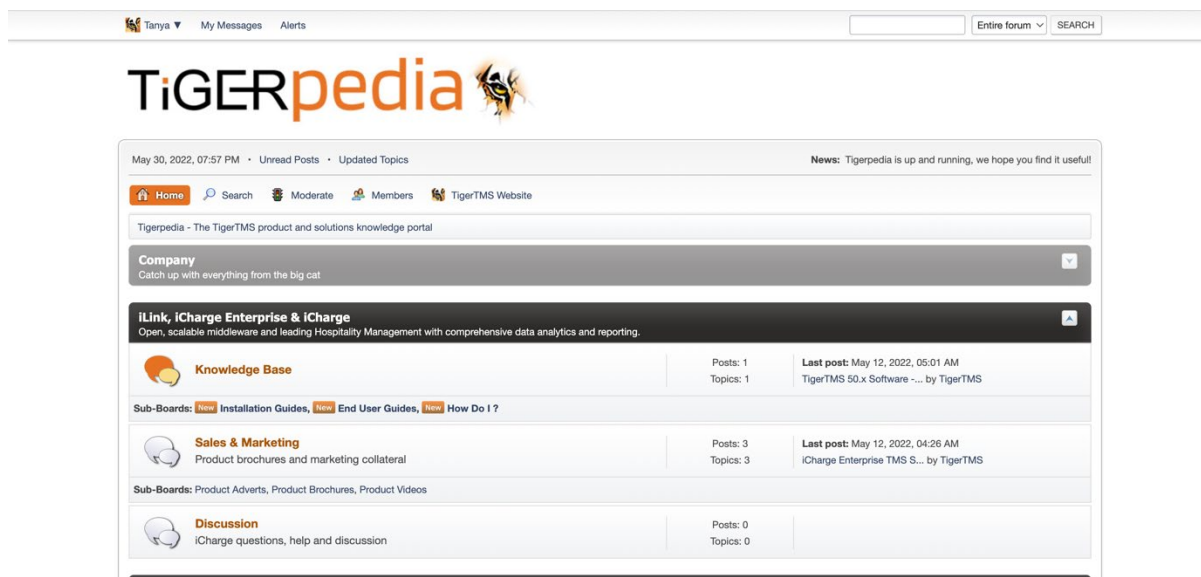 Tanya ▼ My Messages Alerts Entire forum SEARCH
TiGERpedia
May 30, 2022, 07:57 PM • Unread Posts • Updated Topics News: Tigerpedia is up and running, we hope you find it useful!
Home Search Moderate Members TigerTMS Website
Tigerpedia - The TigerTMS product and solutions knowledge portal
Company
Catch up with everything from the big cat
iLink, iCharge Enterprise & iCharge
Open, scalable middleware and leading Hospitality Management with comprehensive data analytics and reporting.
Knowledge Base
Posts: 1
Topics: 1
Last post: May 12, 2022, 05:01 AM
TigerTMS 50.x Software -... by TigerTMS
Sub-Boards: New Installation Guides, New End User Guides, New How Do I ?
Sales & Marketing
Product brochures and marketing collateral
Posts: 3
Topics: 3
Last post: May 12, 2022, 04:26 AM
iCharge Enterprise TMS S... by TigerTMS
Sub-Boards: Product Adverts, Product Brochures, Product Videos
Discussion
iCharge questions, help and discussion
Posts: 0
Topics: 0